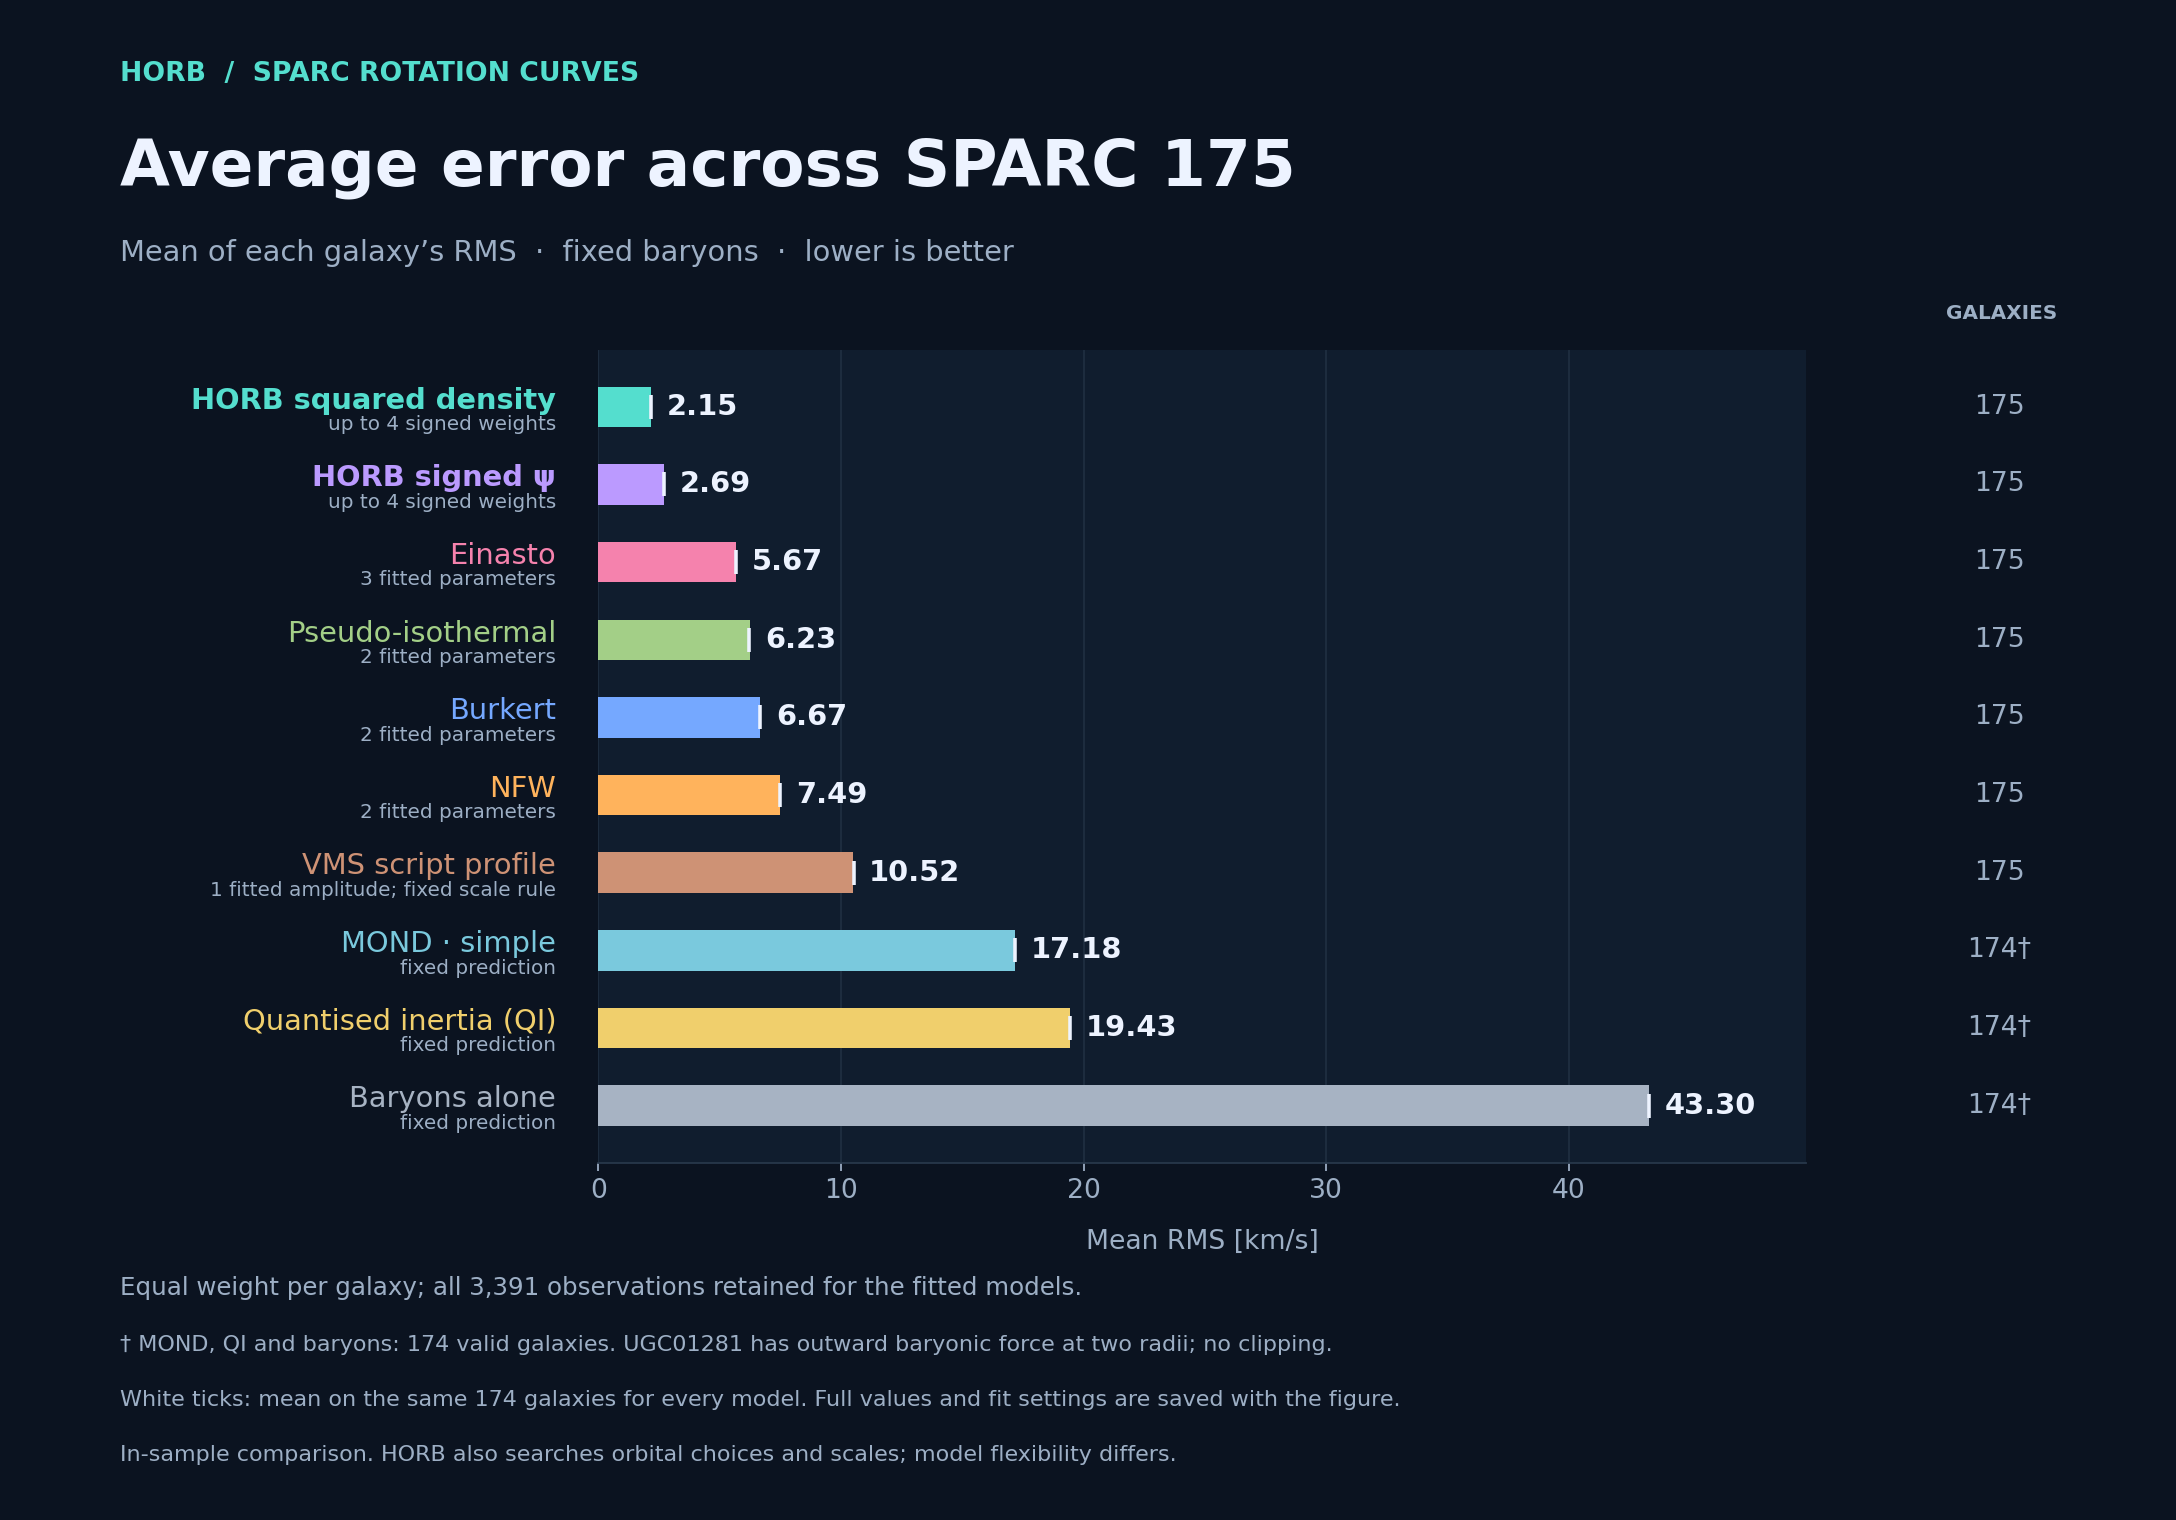 HORB / SPARC ROTATION CURVES
Average error across SPARC 175
Mean of each galaxy’s RMS · fixed baryons · lower is better
GALAXIES
HORB squared density
up to 4 signed weights
2.15
175
HORB signed ψ
up to 4 signed weights
2.69
175
Einasto
3 fitted parameters
5.67
175
Pseudo-isothermal
2 fitted parameters
6.23
175
Burkert
2 fitted parameters
6.67
175
NFW
2 fitted parameters
7.49
175
VMS script profile
1 fitted amplitude; fixed scale rule
10.52
175
MOND · simple
fixed prediction
17.18
174†
Quantised inertia (QI)
fixed prediction
19.43
174†
Baryons alone
fixed prediction
43.30
174†
0 10 20 30 40
Mean RMS [km/s]
Equal weight per galaxy; all 3,391 observations retained for the fitted models.
† MOND, QI and baryons: 174 valid galaxies. UGC01281 has outward baryonic force at two radii; no clipping.
White ticks: mean on the same 174 galaxies for every model. Full values and fit settings are saved with the figure.
In-sample comparison. HORB also searches orbital choices and scales; model flexibility differs.